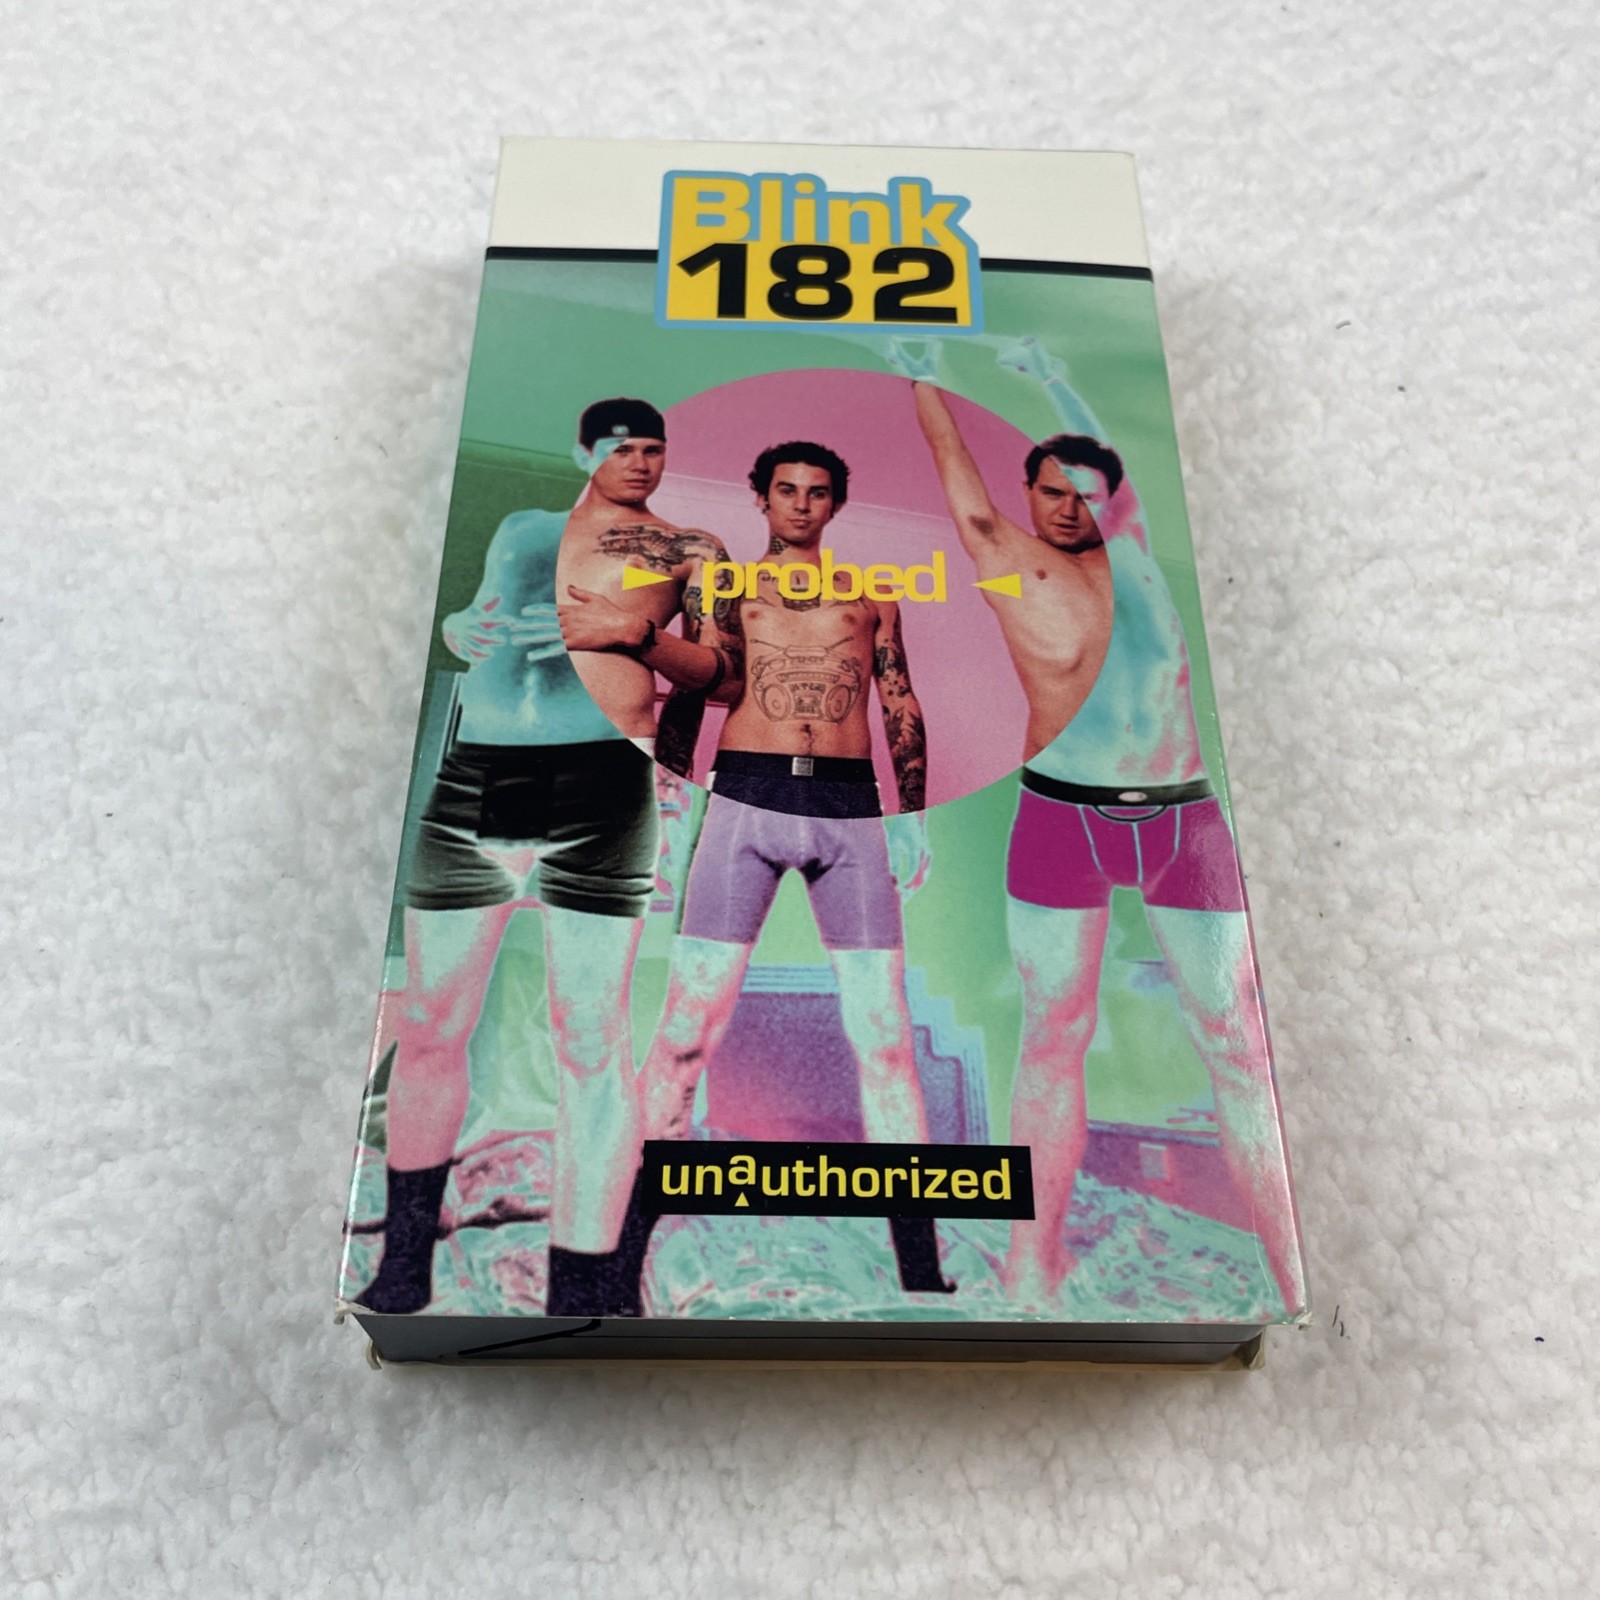 Blink
182
probed
unauthorized